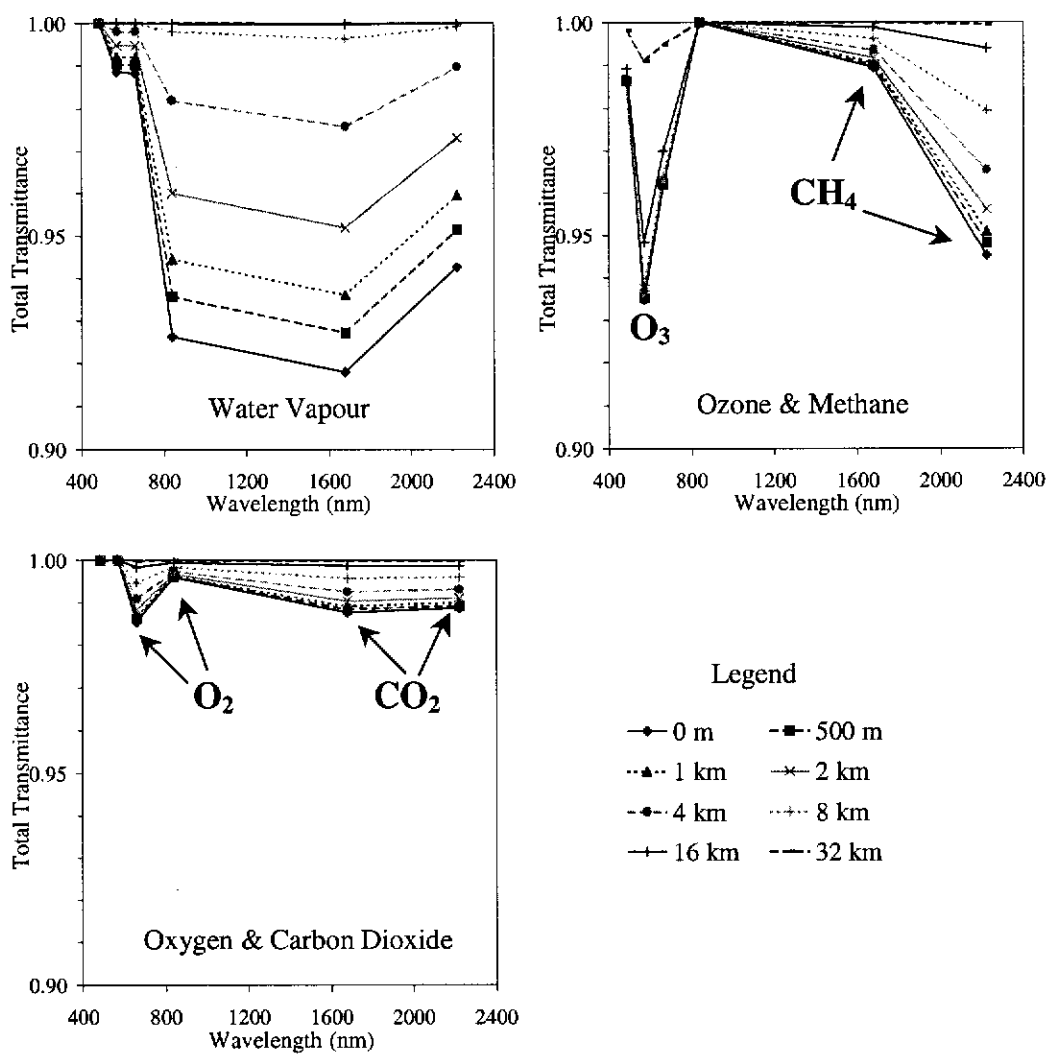 1.00
0.95
0.90
Total Transmittance
Water Vapour
400 800 1200 1600 2000 2400
Wavelength (nm)
1.00
0.95
0.90
Total Transmittance
CH₄
O₃
Ozone & Methane
400 800 1200 1600 2000 2400
Wavelength (nm)
1.00
0.95
0.90
Total Transmittance
O₂ CO₂
Oxygen & Carbon Dioxide
400 800 1200 1600 2000 2400
Wavelength (nm)
Legend
0 m 500 m
1 km 2 km
4 km 8 km
16 km 32 km